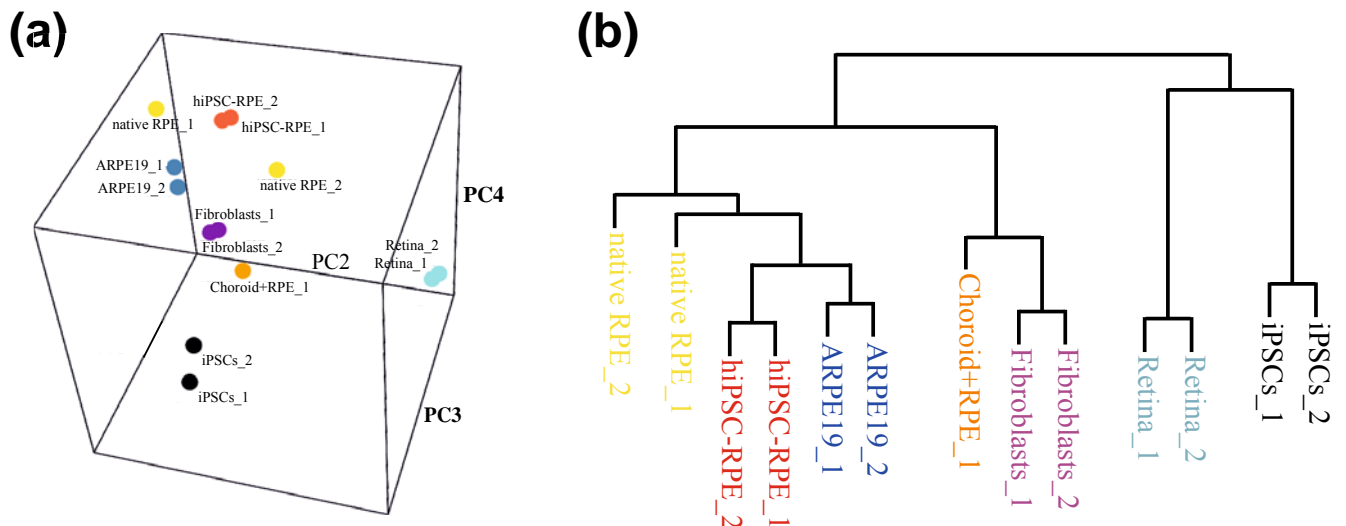 (a)
hiPSC-RPE_2
native RPE_1
hiPSC-RPE_1
ARPE19_1
native RPE_2
ARPE19_2
PC4
Fibroblasts_1
Fibroblasts_2
Retina_2
PC2
Retina_1
Choroid+RPE_1
iPSCs_2
iPSCs_1
PC3
(b)
native RPE_2
native RPE_1
hiPSC-RPE_2
hiPSC-RPE_1
ARPE19_1
ARPE19_2
Choroid+RPE_1
Fibroblasts_1
Fibroblasts_2
Retina_1
Retina_2
iPSCs_1
iPSCs_2